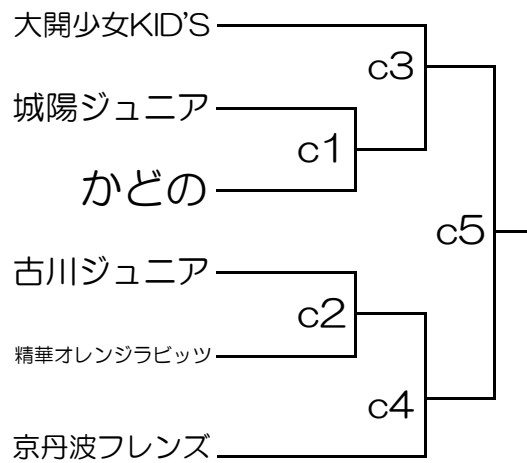 大開少女KID'S
c3
城陽ジュニア
c1
かどの
c5
古川ジュニア
c2
精華オレンジラビッツ
c4
京丹波フレンズ